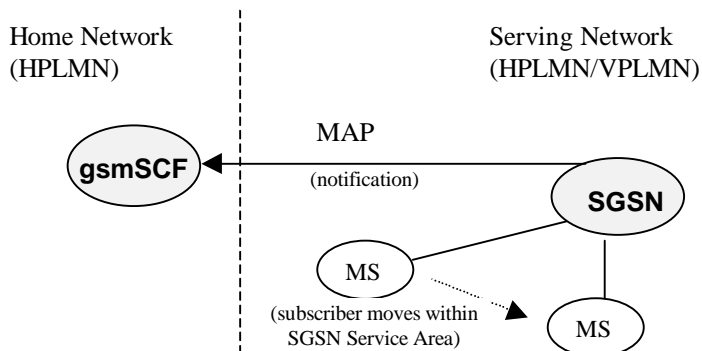 Home Network
(HPLMN)
Serving Network
(HPLMN/VPLMN)
MAP
gsmSCF
(notification)
SGSN
MS
(subscriber moves within
SGSN Service Area)
MS